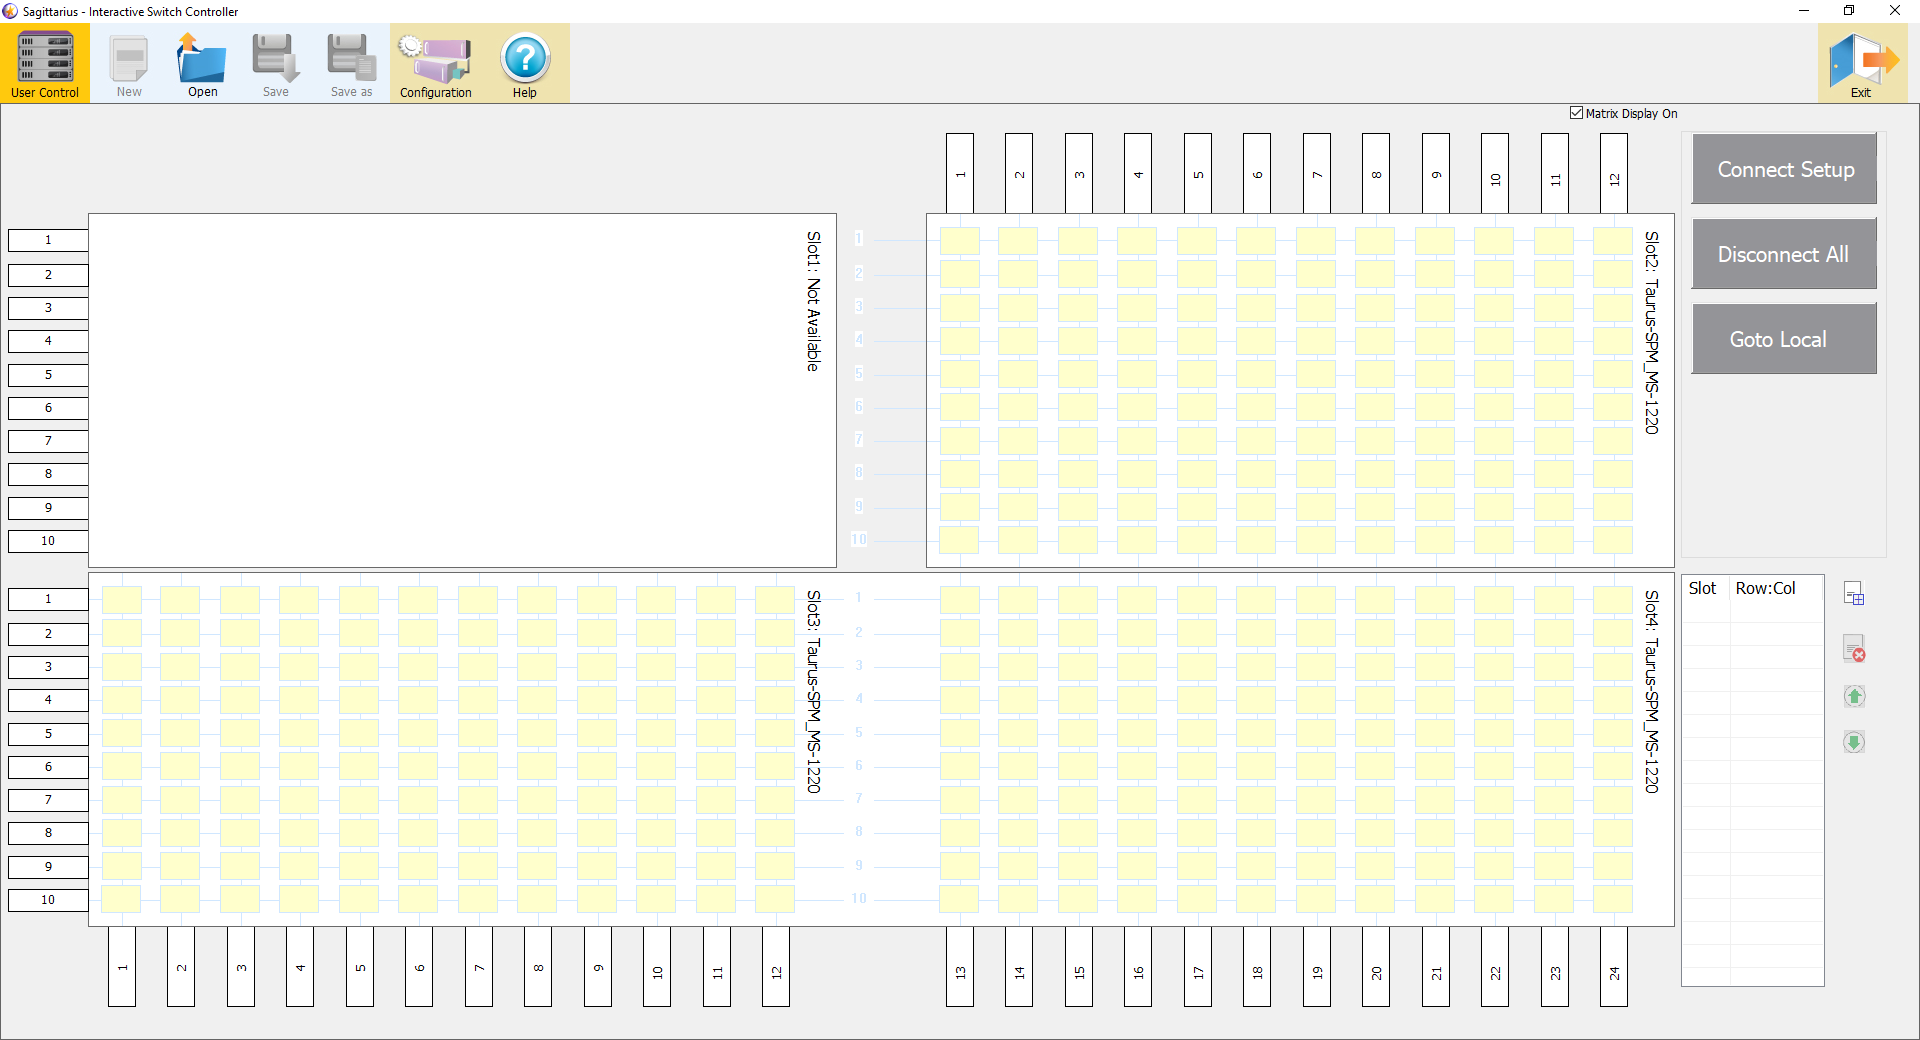 Sagittarius - Interactive Switch Controller
User Control
New
Open
Save
Save as
Configuration
Help
Exit
Matrix Display On
1 2 3 4 5 6 7 8 9 10 11 12
Connect Setup
Disconnect All
Goto Local
1
2
3
4
5
6
7
8
9
10
Slot1: Not Available
1
2
3
4
5
6
7
8
9
10
Slot2: Taurus-SPM_MS-1220
1
2
3
4
5
6
7
8
9
10
Slot3: Taurus-SPM_MS-1220
1
2
3
4
5
6
7
8
9
10
Slot4: Taurus-SPM_MS-1220
Slot Row:Col
1 2 3 4 5 6 7 8 9 10 11 12 13 14 15 16 17 18 19 20 21 22 23 24